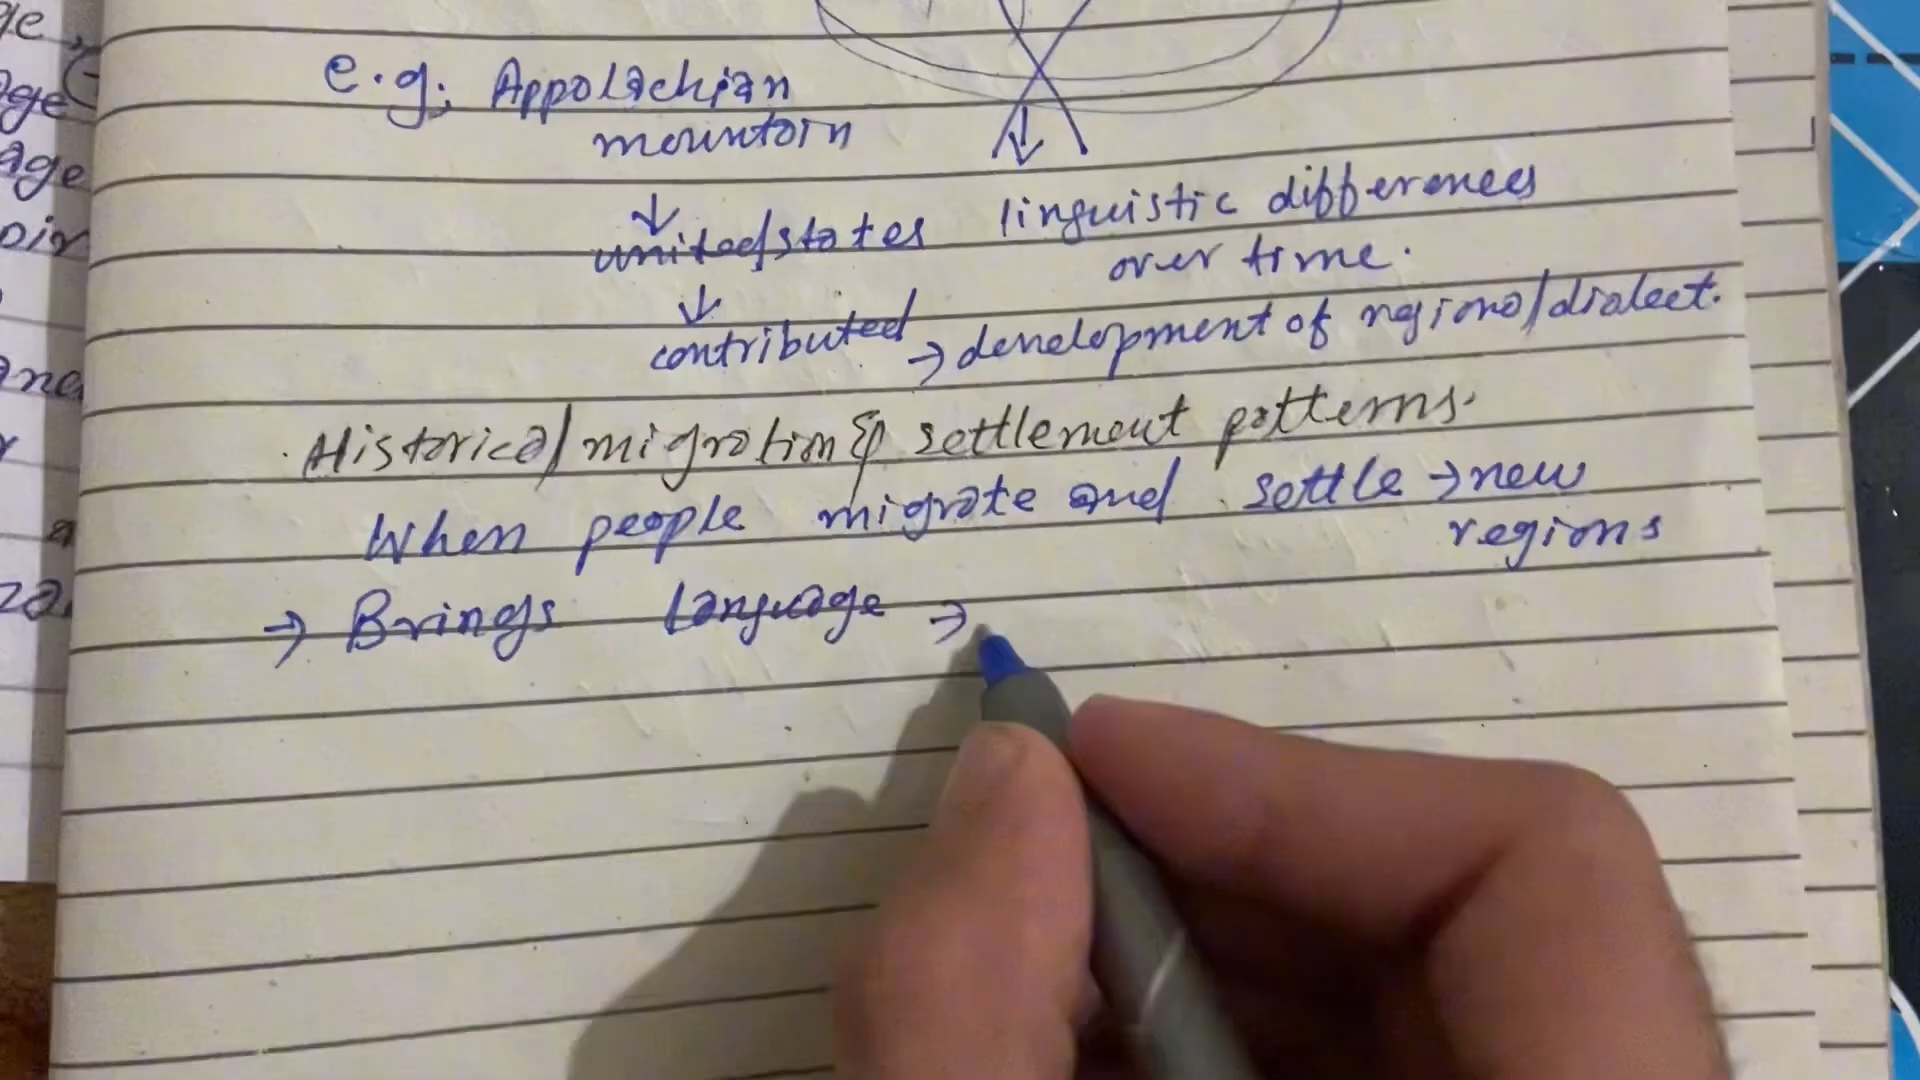 e.g; Appolachian
mountain
↓
united states linguistic differences
over time.
↓
contributed → development of regional dialect.
. Historical migration & settlement patterns.
When people migrate and settle → new
regions
→ Brings language →